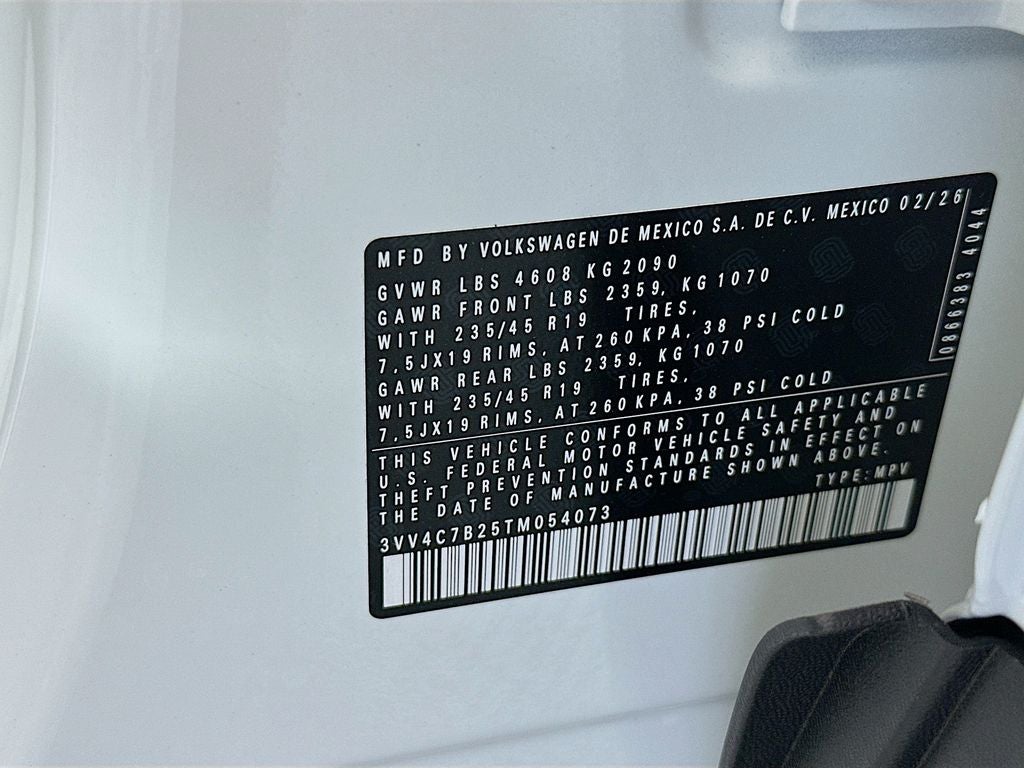 MFD BY VOLKSWAGEN DE MEXICO S.A. DE C.V. MEXICO 02/26
GVWR LBS 4608 KG 2090
GAWR FRONT LBS 2359, KG 1070
WITH 235/45 R19 TIRES,
7,5JX19 RIMS, AT 260 KPA, 38 PSI COLD
GAWR REAR LBS 2359, KG 1070
WITH 235/45 R19 TIRES,
7,5JX19 RIMS, AT 260 KPA, 38 PSI COLD
0866383 4044
THIS VEHICLE CONFORMS TO ALL APPLICABLE
U.S. FEDERAL MOTOR VEHICLE SAFETY AND
THEFT PREVENTION STANDARDS IN EFFECT ON
THE DATE OF MANUFACTURE SHOWN ABOVE.
TYPE: MPV
3VV4C7B25TM054073